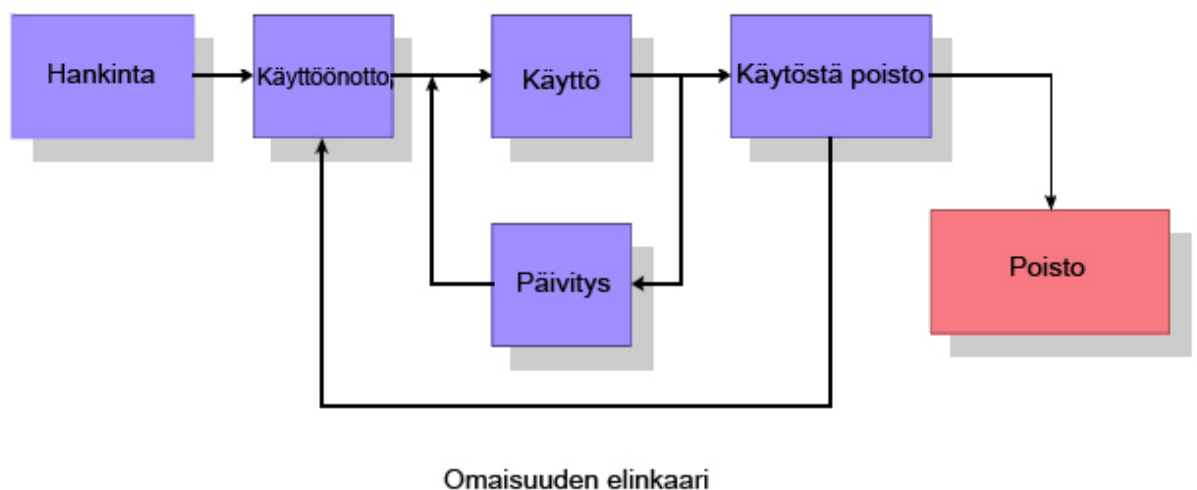 Hankinta
Käyttöönotto,
Käyttö
Käytöstä poisto
Päivitys
Poisto
Omaisuuden elinkaari